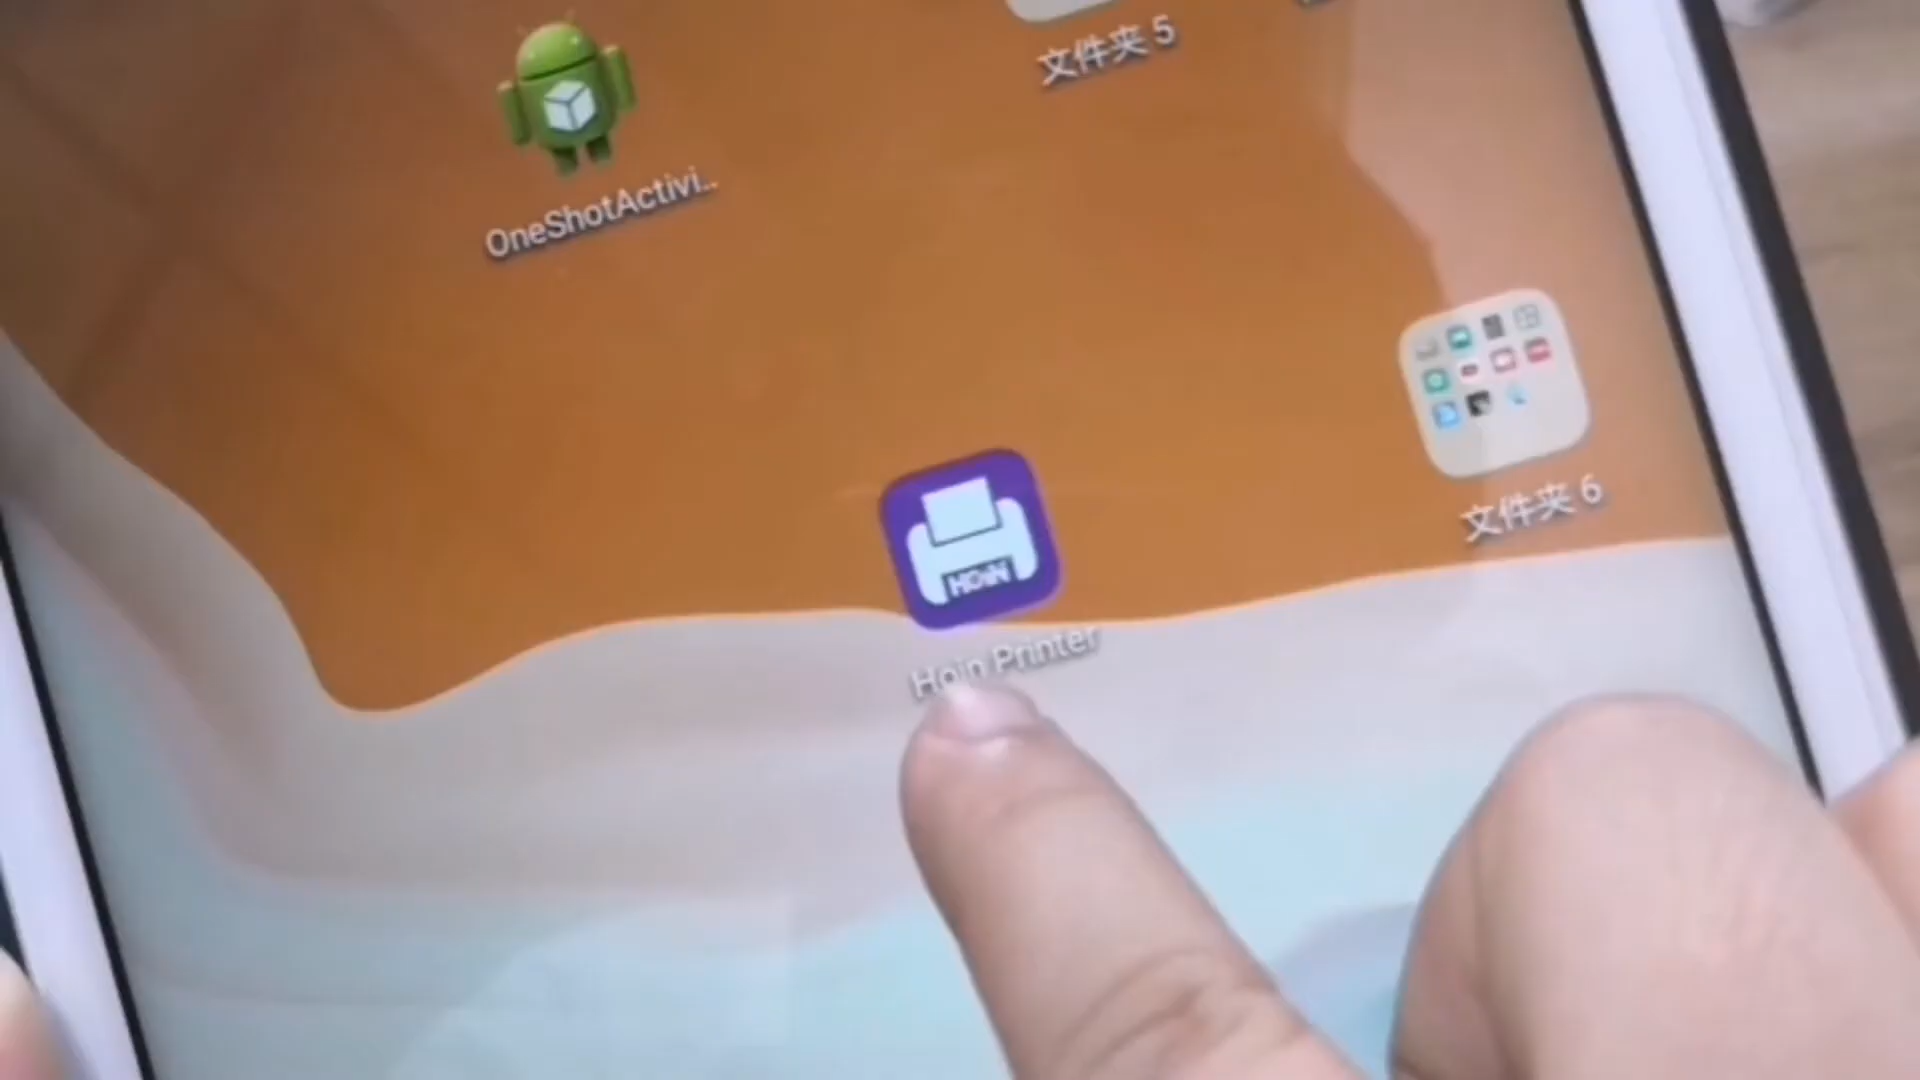 文件夹 5
OneShotActivi..
文件夹 6
HOiN
Hoin Printer